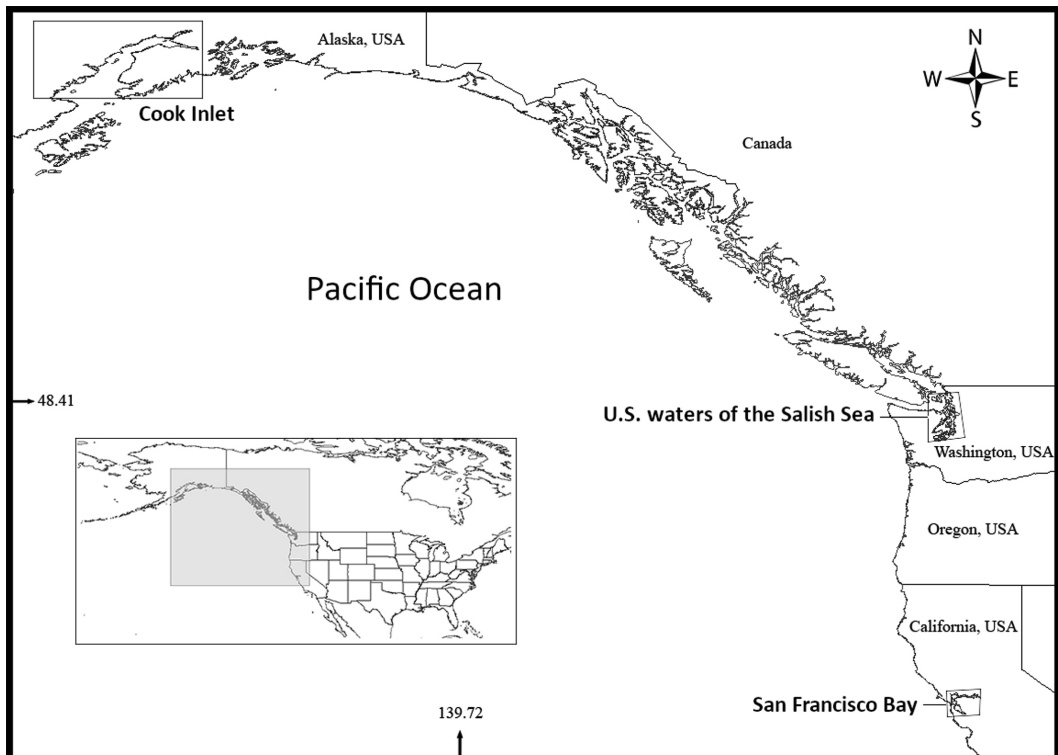 Alaska, USA
N
W E
S
Cook Inlet
Canada
Pacific Ocean
48.41
U.S. waters of the Salish Sea
Washington, USA
Oregon, USA
California, USA
San Francisco Bay
139.72